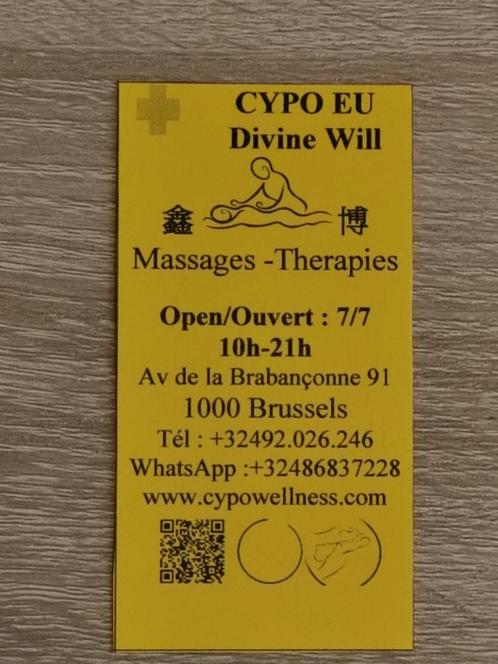 CYPO EU
Divine Will
鑫 博
Massages -Therapies
Open/Ouvert : 7/7
10h-21h
Av de la Brabançonne 91
1000 Brussels
Tél : +32492.026.246
WhatsApp :+32486837228
www.cypowellness.com